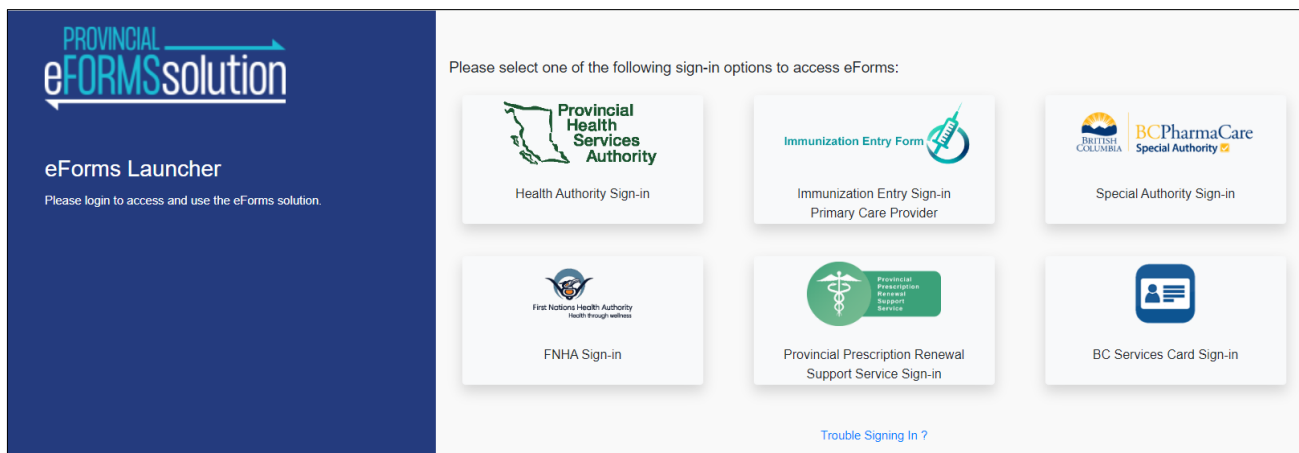 PROVINCIAL
eFORMSsolution
eForms Launcher
Please login to access and use the eForms solution.
Please select one of the following sign-in options to access eForms:
Provincial
Health
Services
Authority
Health Authority Sign-in
Immunization Entry Form
Immunization Entry Sign-in
Primary Care Provider
BRITISH
COLUMBIA
BCPharmaCare
Special Authority
Special Authority Sign-in
First Nations Health Authority
Health through wellness
FNHA Sign-in
Provincial
Prescription
Renewal
Support
Service
Provincial Prescription Renewal
Support Service Sign-in
BC Services Card Sign-in
Trouble Signing In ?